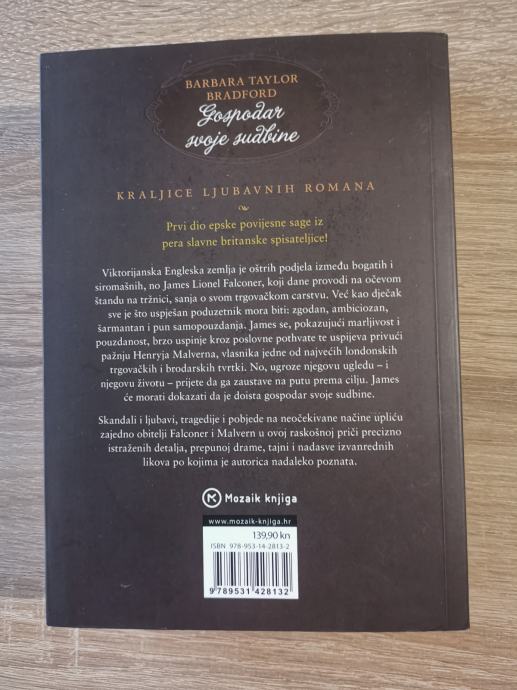 BARBARA TAYLOR
BRADFORD
Gospodar
svoje sudbine
KRALJICE LJUBAVNIH ROMANA
Prvi dio epske povijesne sage iz
pera slavne britanske spisateljice!
Viktorijanska Engleska zemlja je oštrih podjela između bogatih i
siromašnih, no James Lionel Falconer, koji dane provodi na očevom
štandu na tržnici, sanja o svom trgovačkom carstvu. Već kao dječak
sve je što uspješan poduzetnik mora biti: zgodan, ambiciozan,
šarmantan i pun samopouzdanja. James se, pokazujući marljivost i
pouzdanost, brzo uspinje kroz poslovne pothvate te uspijeva privući
pažnju Henryja Malverna, vlasnika jedne od najvećih londonskih
trgovačkih i brodarskih tvrtki. No, ugroze njegovu ugledu – i
njegovu životu – prijete da ga zaustave na putu prema cilju. James
će morati dokazati da je doista gospodar svoje sudbine.
Skandali i ljubavi, tragedije i pobjede na neočekivane načine upliću
zajedno obitelji Falconer i Malvern u ovoj raskošnoj priči precizno
istraženih detalja, prepunoj drame, tajni i nadasve izvanrednih
likova po kojima je autorica nadaleko poznata.
Mozaik knjiga
www.mozaik-knjiga.hr
139,90 kn
ISBN 978-953-14-2813-2
9 789531 428132